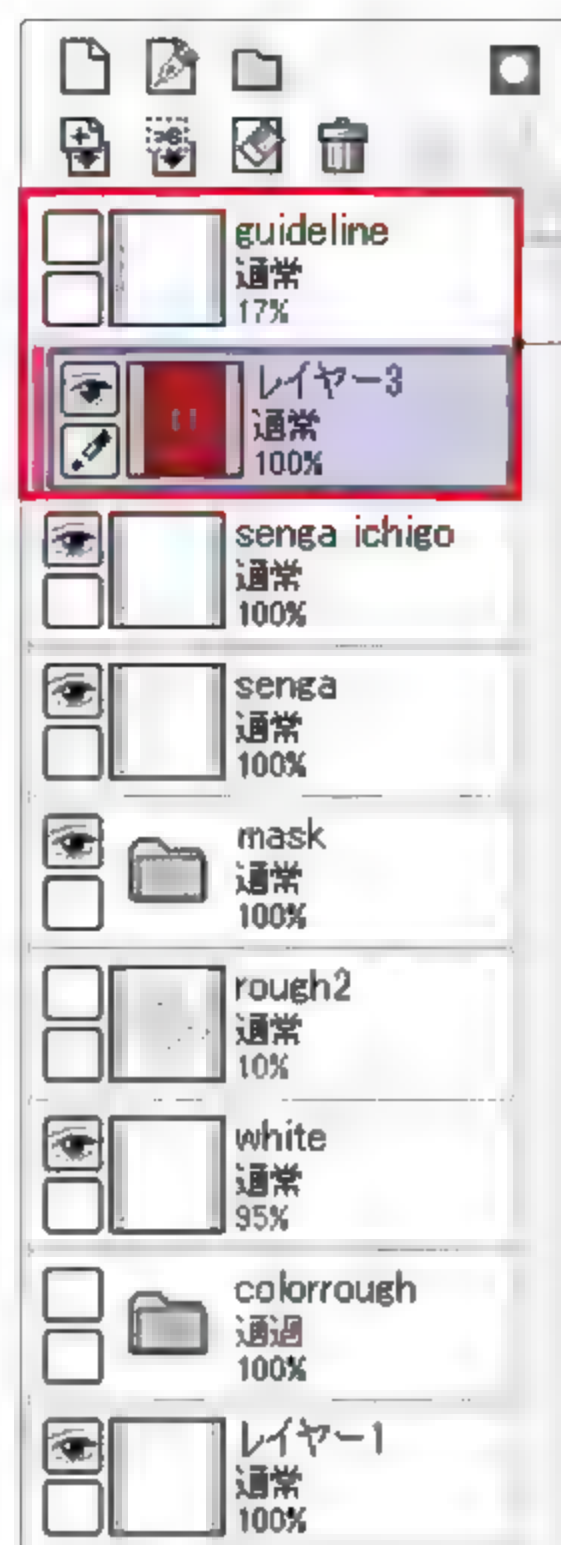 guideline
通常
17%
レイヤー3
通常
100%
senga ichigo
通常
100%
senga
通常
100%
mask
通常
100%
rough2
通常
10%
white
通常
95%
colorrough
通過
100%
レイヤー1
通常
100%